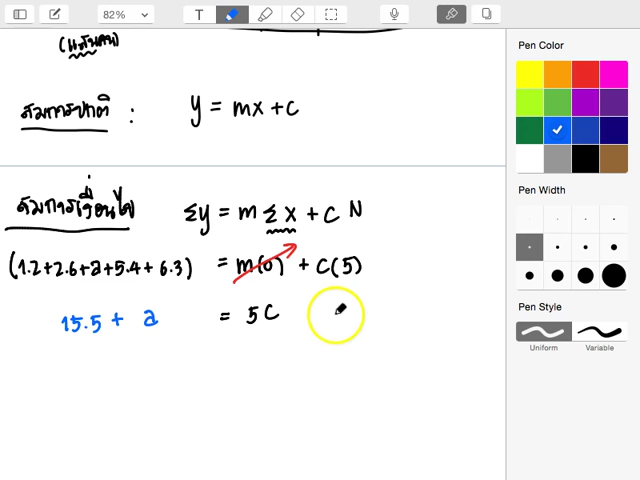 82%
T
Pen Color
Pen Width
Pen Style
Uniform
Variable
สมการปกติ : y = mx + c
สมการเงื่อนไข Σy = m Σx + c N
(1.2+2.6+a+5.4+6.3) = m(0) + c(5)
15.5 + a = 5C